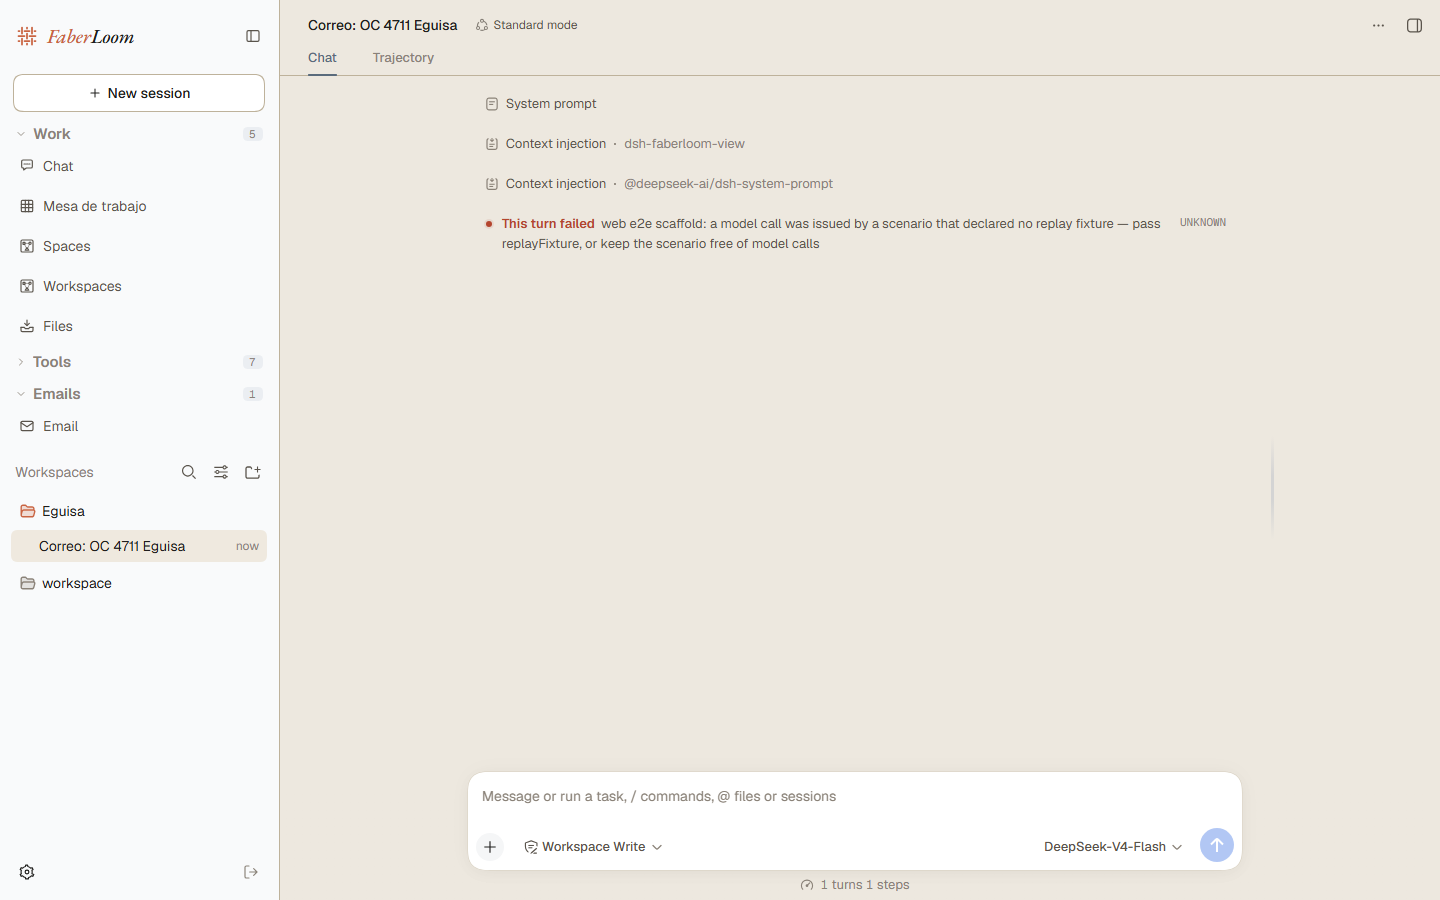 FaberLoom
New session
Work 5
Chat
Mesa de trabajo
Spaces
Workspaces
Files
Tools 7
Emails 1
Email
Workspaces
Eguisa
Correo: OC 4711 Eguisa now
workspace
Correo: OC 4711 Eguisa Standard mode
Chat Trajectory
System prompt
Context injection · dsh-faberloom-view
Context injection · @deepseek-ai/dsh-system-prompt
This turn failed web e2e scaffold: a model call was issued by a scenario that declared no replay fixture — pass UNKNOWN
replayFixture, or keep the scenario free of model calls
Message or run a task, / commands, @ files or sessions
Workspace Write DeepSeek-V4-Flash
1 turns 1 steps